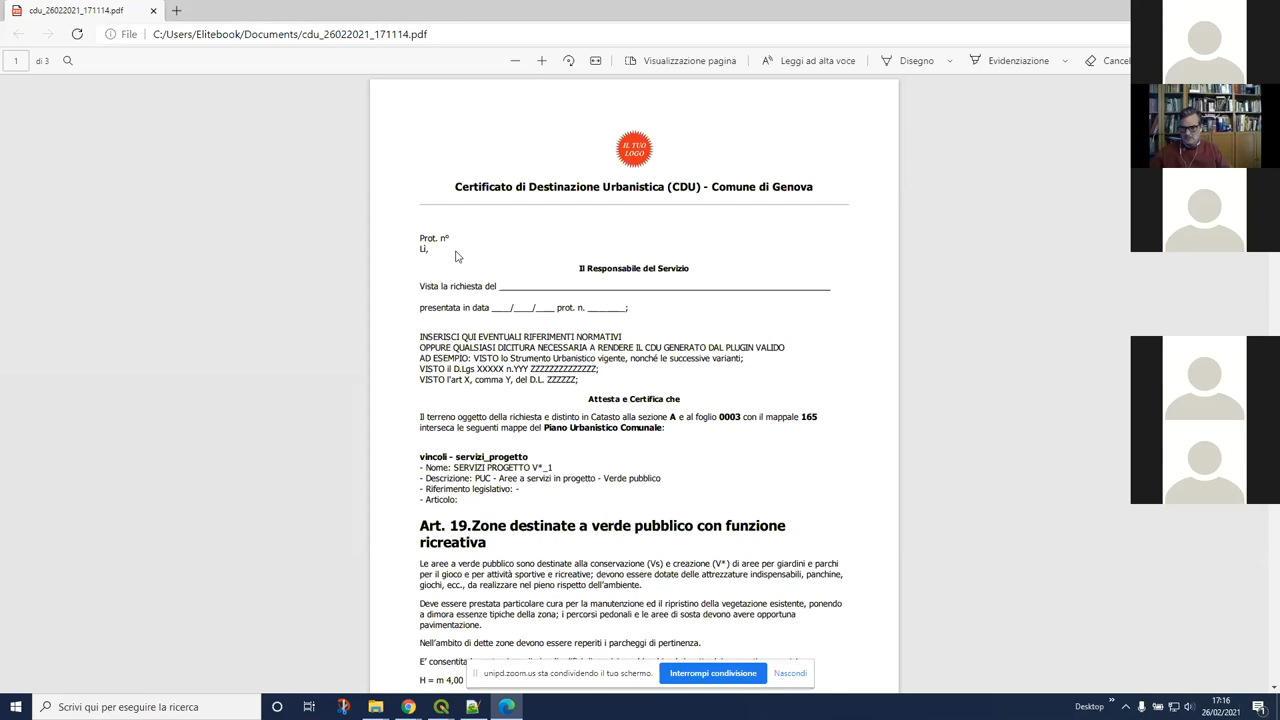 cdu_26022021_171114.pdf
File
C:/Users/Elitebook/Documents/cdu_26022021_171114.pdf
1 di 3
Visualizzazione pagina
Leggi ad alta voce
Disegno
Evidenziazione
Cancel
IL TUO
LOGO
Certificato di Destinazione Urbanistica (CDU) - Comune di Genova
Prot. n°
Lì,
Il Responsabile del Servizio
Vista la richiesta del ______________________________
presentata in data ____/____/____ prot. n. ________;
INSERISCI QUI EVENTUALI RIFERIMENTI NORMATIVI
OPPURE QUALSIASI DICITURA NECESSARIA A RENDERE IL CDU GENERATO DAL PLUGIN VALIDO
AD ESEMPIO: VISTO lo Strumento Urbanistico vigente, nonché le successive varianti;
VISTO il D.Lgs XXXXX n.YYY ZZZZZZZZZZZZZZ;
VISTO l'art X, comma Y, del D.L. ZZZZZZ;
Attesta e Certifica che
Il terreno oggetto della richiesta e distinto in Catasto alla sezione A e al foglio 0003 con il mappale 165
interseca le seguenti mappe del Piano Urbanistico Comunale:
vincoli - servizi_progetto
- Nome: SERVIZI PROGETTO V*_1
- Descrizione: PUC - Aree a servizi in progetto - Verde pubblico
- Riferimento legislativo: -
- Articolo:
Art. 19.Zone destinate a verde pubblico con funzione
ricreativa
Le aree a verde pubblico sono destinate alla conservazione (Vs) e creazione (V*) di aree per giardini e parchi
per il gioco e per attività sportive e ricreative; devono essere dotate delle attrezzature indispensabili, panchine,
giochi, ecc., da realizzare nel pieno rispetto dell'ambiente.
Deve essere prestata particolare cura per la manutenzione ed il ripristino della vegetazione esistente, ponendo
a dimora essenze tipiche della zona; i percorsi pedonali e le aree di sosta devono avere opportuna
pavimentazione.
Nell'ambito di dette zone devono essere reperiti i parcheggi di pertinenza.
E' consentita
H = m 4,00
unipd.zoom.us sta condividendo il tuo schermo.
Interrompi condivisione
Nascondi
Scrivi qui per eseguire la ricerca
Desktop
17:16
26/02/2021
1